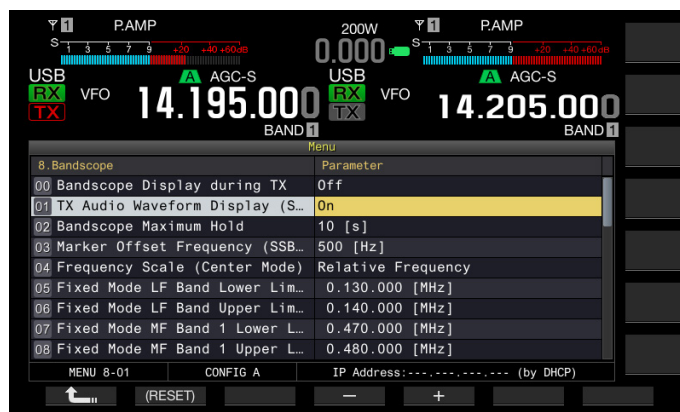 1 P.AMP 200W 1 P.AMP
S 1 3 5 7 9 +20 +40 +60dB 0.000 S 1 3 5 7 9 +20 +40 +60dB
USB A AGC-S USB A AGC-S
RX VFO 14.195.000 RX VFO 14.205.000
TX TX
BAND 1 BAND 1
Menu
8.Bandscope Parameter
00 Bandscope Display during TX Off
01 TX Audio Waveform Display (S… On
02 Bandscope Maximum Hold 10 [s]
03 Marker Offset Frequency (SSB… 500 [Hz]
04 Frequency Scale (Center Mode) Relative Frequency
05 Fixed Mode LF Band Lower Lim… 0.130.000 [MHz]
06 Fixed Mode LF Band Upper Lim… 0.140.000 [MHz]
07 Fixed Mode MF Band 1 Lower L… 0.470.000 [MHz]
08 Fixed Mode MF Band 1 Upper L… 0.480.000 [MHz]
MENU 8-01 CONFIG A IP Address:---.---.---.--- (by DHCP)
(RESET) − +